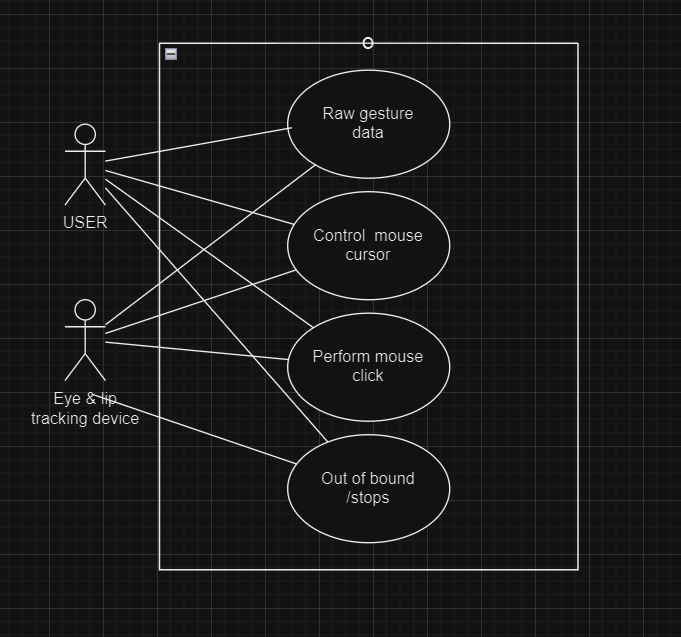 Raw gesture
data
USER
Control  mouse
cursor
Perform mouse
click
Eye & lip
tracking device
Out of bound
/stops